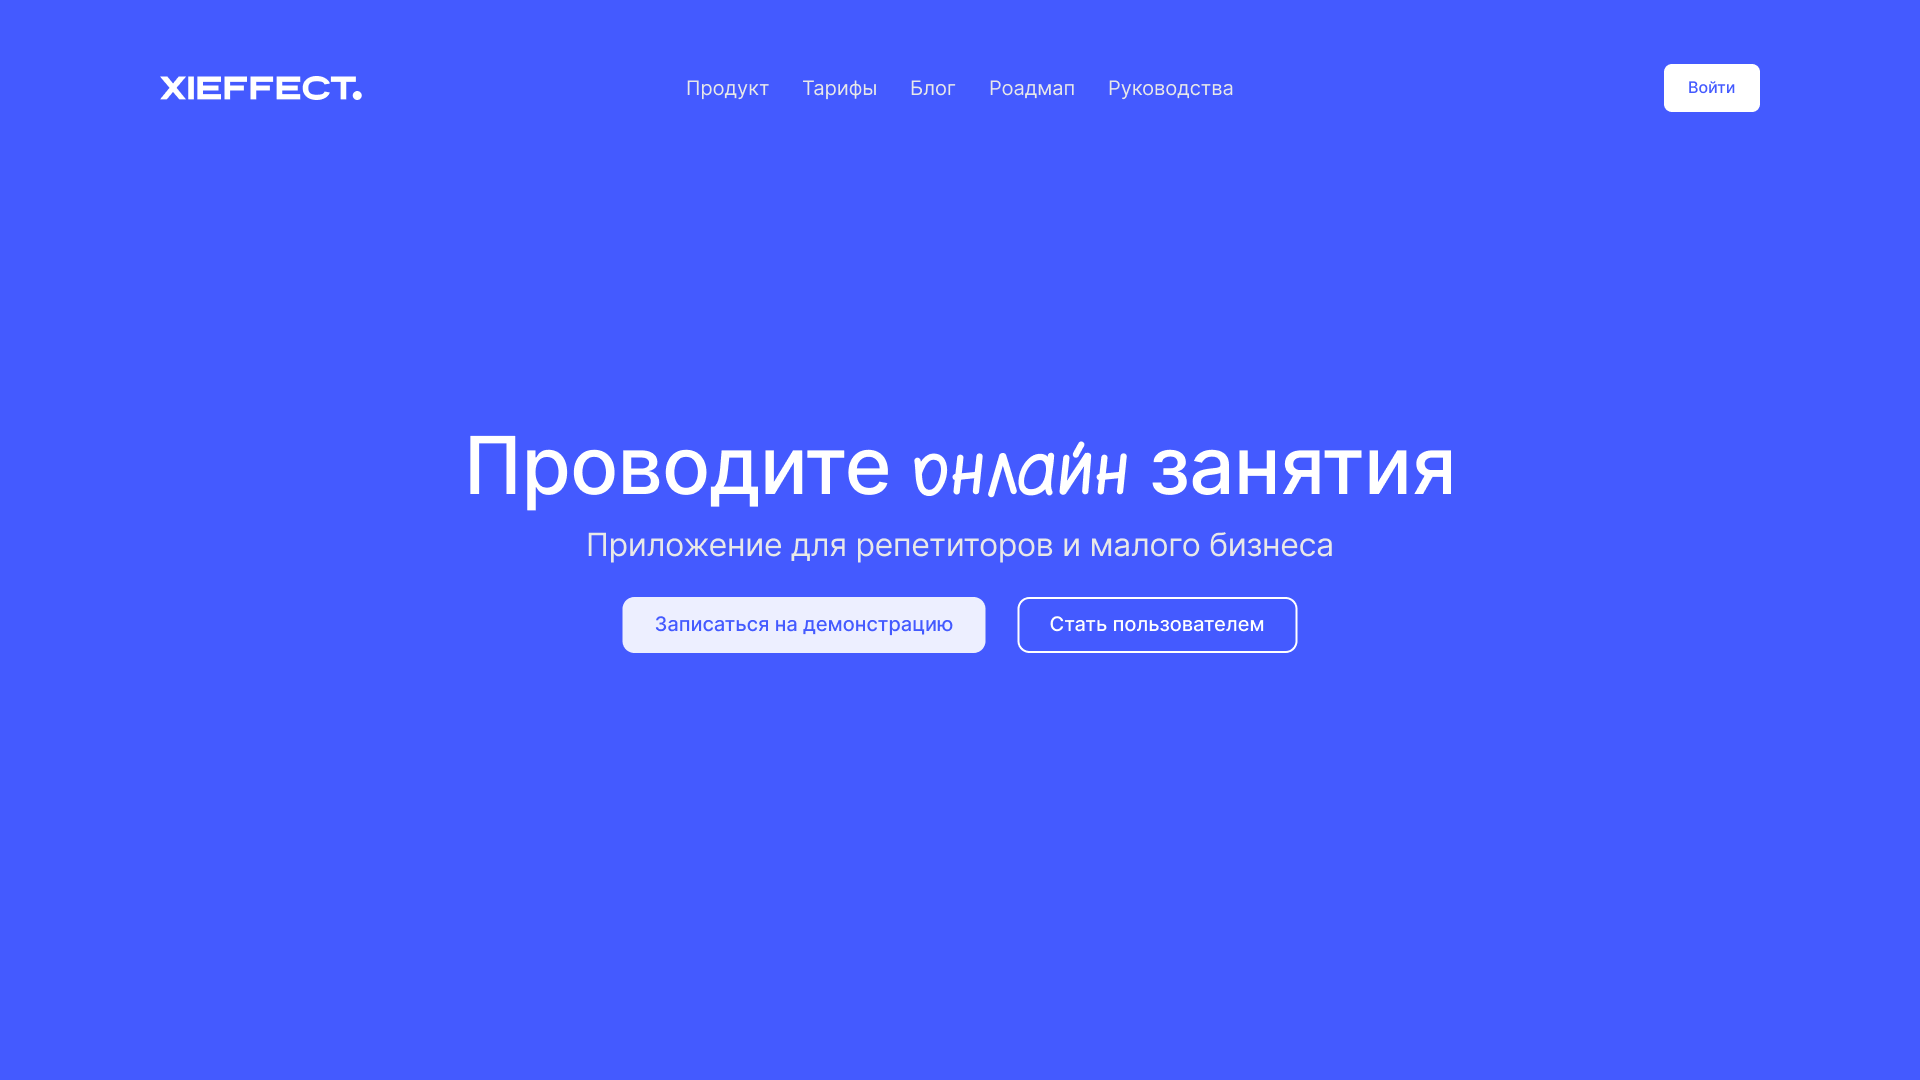 XIEFFECT.
Продукт Тарифы Блог Роадмап Руководства
Войти
Проводите онлайн занятия
Приложение для репетиторов и малого бизнеса
Записаться на демонстрацию
Стать пользователем